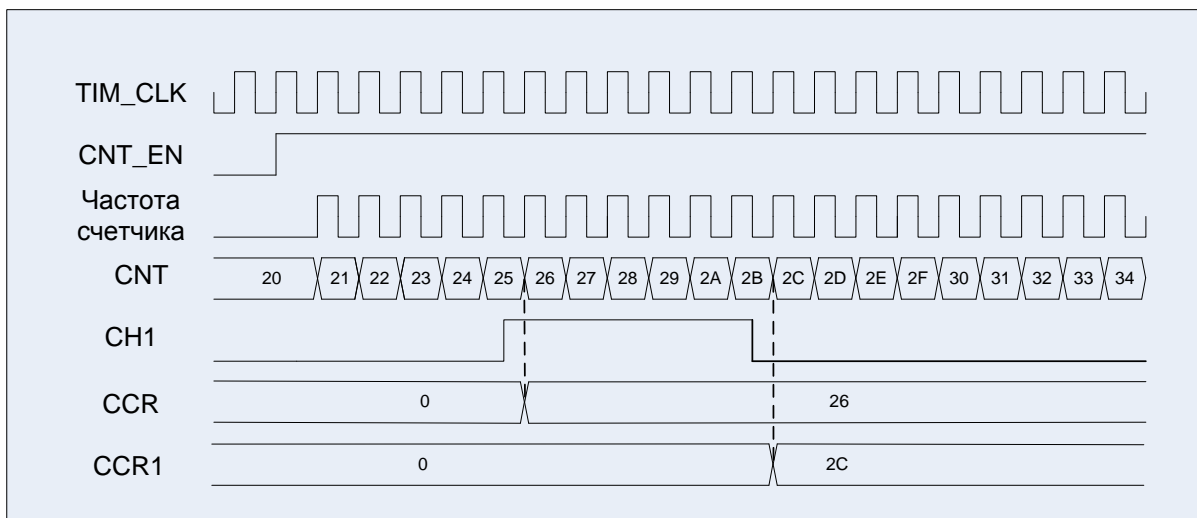 TIM_CLK
CNT_EN
Частота
счетчика
CNT 20 21 22 23 24 25 26 27 28 29 2A 2B 2C 2D 2E 2F 30 31 32 33 34
CH1
CCR 0 26
CCR1 0 2C